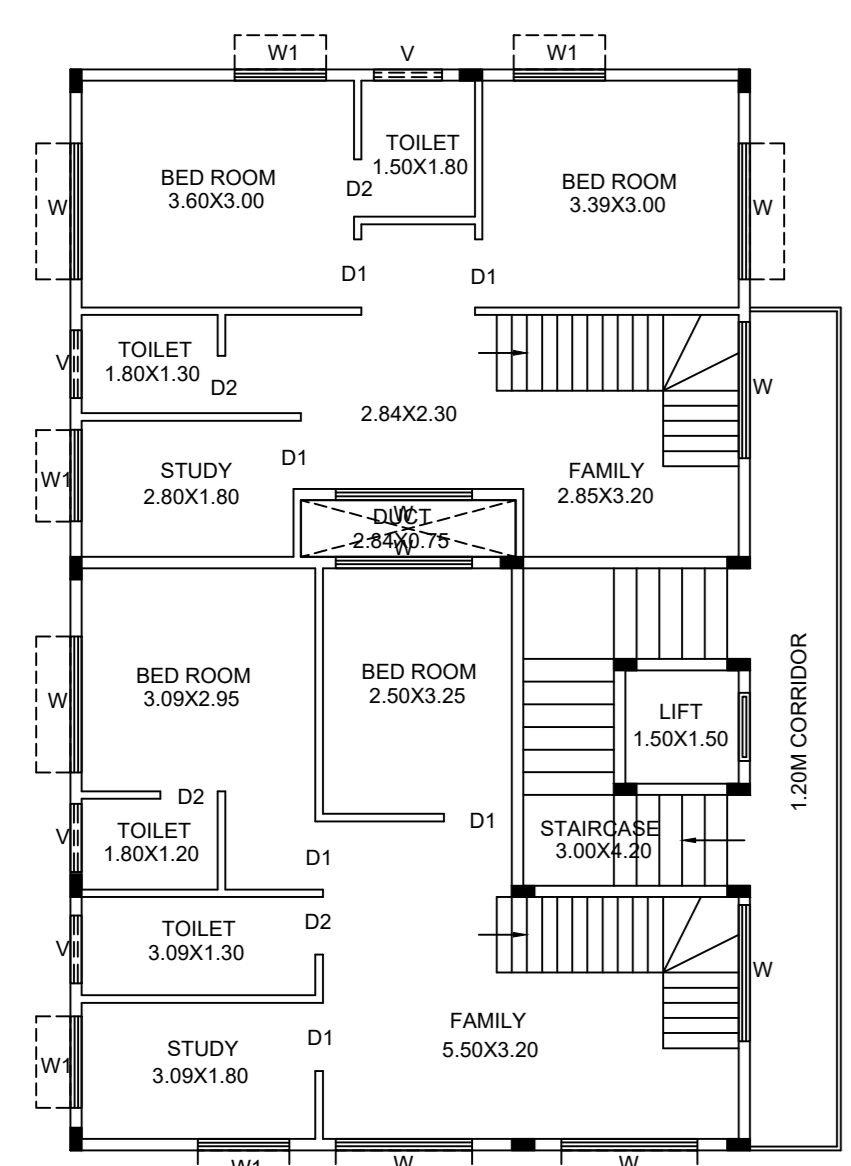 W1
V
W1
TOILET
1.50X1.80
BED ROOM
3.60X3.00
D2
BED ROOM
3.39X3.00
W
W
D1
D1
TOILET
1.80X1.30
V
D2
W
2.84X2.30
D1
STUDY
2.80X1.80
FAMILY
2.85X3.20
W1
W
DUCT
2.84X0.75
W
BED ROOM
3.09X2.95
BED ROOM
2.50X3.25
W
LIFT
1.50X1.50
1.20M CORRIDOR
D2
TOILET
1.80X1.20
V
D1
STAIRCASE
3.00X4.20
D1
TOILET
3.09X1.30
D2
V
W
FAMILY
5.50X3.20
D1
STUDY
3.09X1.80
W1
W1
W
W